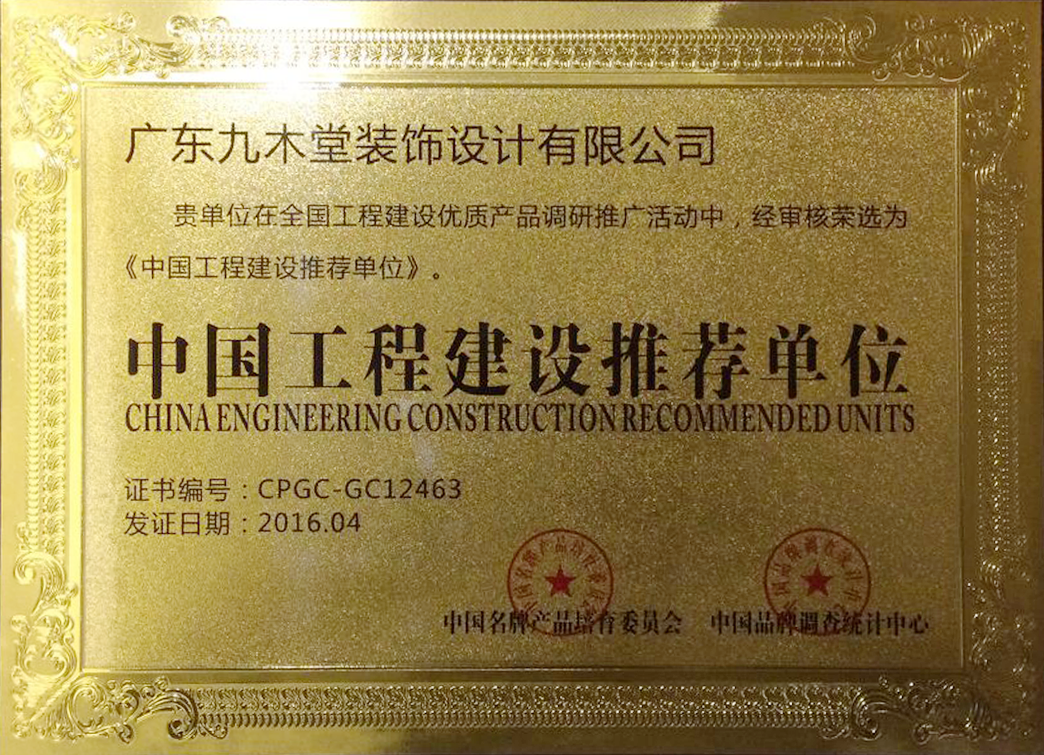 广东九木堂装饰设计有限公司
贵单位在全国工程建设优质产品调研推广活动中，经审核荣选为
《中国工程建设推荐单位》。
中国工程建设推荐单位
CHINA ENGINEERING CONSTRUCTION RECOMMENDED UNITS
证书编号：CPGC-GC12463
发证日期：2016.04
中国名牌产品培育委员会 中国品牌调查统计中心